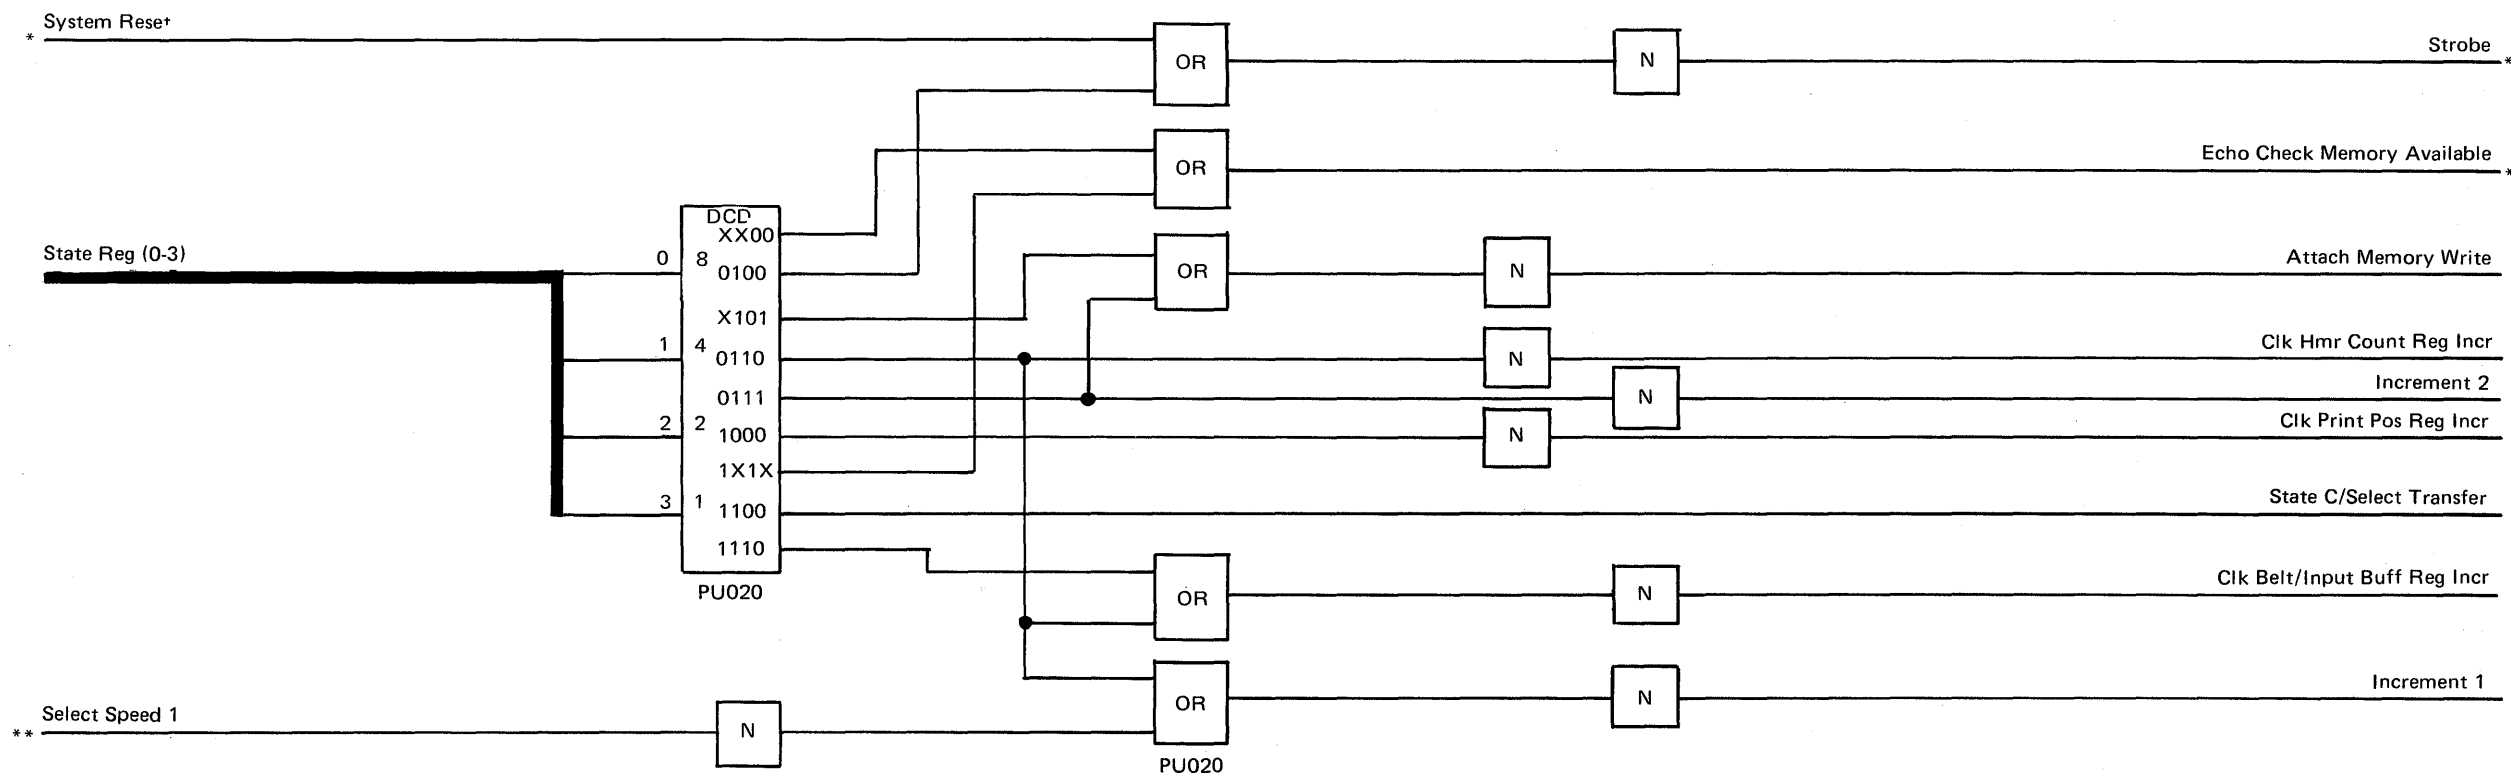 System Reset
*
OR
N
Strobe
*
OR
Echo Check Memory Available
*
DCD
XX00
State Reg (0-3)
0
8
0100
OR
N
Attach Memory Write
X101
1
4
0110
N
Clk Hmr Count Reg Incr
0111
N
Increment 2
2
2
1000
N
Clk Print Pos Reg Incr
1X1X
3
1
1100
State C/Select Transfer
1110
PU020
OR
N
Clk Belt/Input Buff Reg Incr
OR
N
Increment 1
Select Speed 1
**
N
PU020